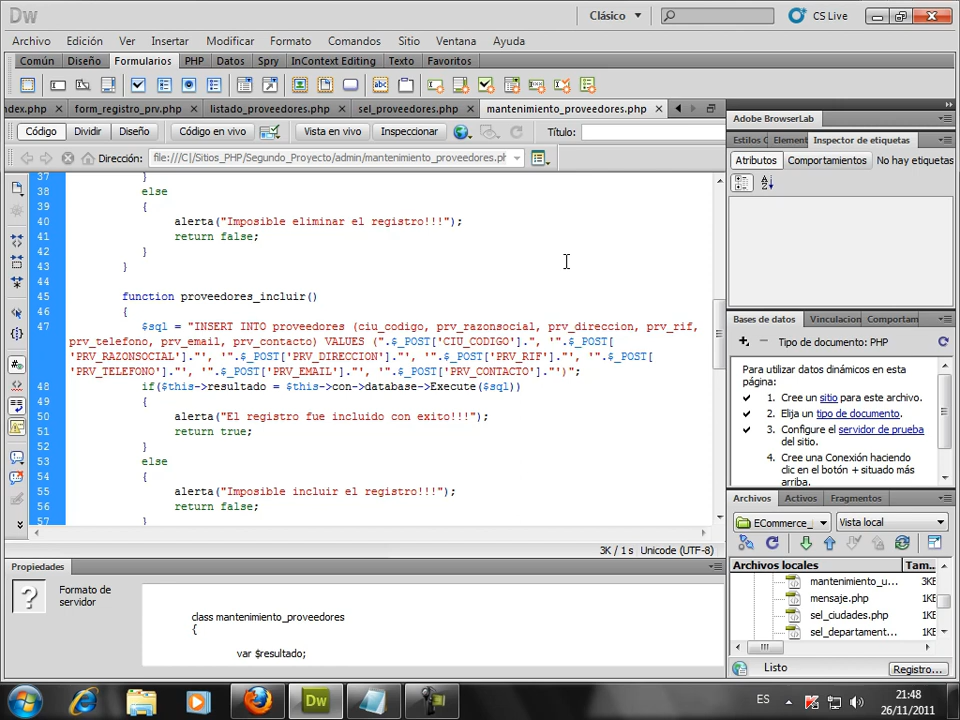 Dw
Clásico
CS Live
Archivo Edición Ver Insertar Modificar Formato Comandos Sitio Ventana Ayuda
Común Diseño Formularios PHP Datos Spry InContext Editing Texto Favoritos
ndex.php form_registro_prv.php listado_proveedores.php sel_proveedores.php mantenimiento_proveedores.php
Código Dividir Diseño Código en vivo Vista en vivo Inspeccionar Título:
Dirección: file:///C|/Sitios_PHP/Segundo_Proyecto/admin/mantenimiento_proveedores.ph
37 }
38 else
39 {
40 alerta("Imposible eliminar el registro!!!");
41 return false;
42 }
43 }
44
45 function proveedores_incluir()
46 {
47 $sql = "INSERT INTO proveedores (ciu_codigo, prv_razonsocial, prv_direccion, prv_rif,
prv_telefono, prv_email, prv_contacto) VALUES (".$_POST['CIU_CODIGO'].", '".$_POST[
'PRV_RAZONSOCIAL']."', '".$_POST['PRV_DIRECCION']."', '".$_POST['PRV_RIF']."', '".$_POST[
'PRV_TELEFONO']."', '".$_POST['PRV_EMAIL']."', '".$_POST['PRV_CONTACTO']."')";
48 if($this->resultado = $this->con->database->Execute($sql))
49 {
50 alerta("El registro fue incluido con exito!!!");
51 return true;
52 }
53 else
54 {
55 alerta("Imposible incluir el registro!!!");
56 return false;
57 }
3K / 1 s Unicode (UTF-8)
Propiedades
Formato de
servidor
class mantenimiento_proveedores
{
var $resultado;
Adobe BrowserLab
Estilos C Element Inspector de etiquetas
Atributos Comportamientos No hay etiquetas
Bases de datos Vinculacion Comportam
Tipo de documento: PHP
Para utilizar datos dinámicos en esta
página:
1. Cree un sitio para este archivo.
2. Elija un tipo de documento.
3. Configure el servidor de prueba
del sitio.
4. Cree una Conexión haciendo
clic en el botón + situado más
arriba.
Archivos Activos Fragmentos
ECommerce_ Vista local
Archivos locales Tam...
mantenimiento_u... 3KB
mensaje.php 1KB
sel_ciudades.php 1KB
sel_departament... 1KB
Listo Registro...
Dw ES 21:48
26/11/2011